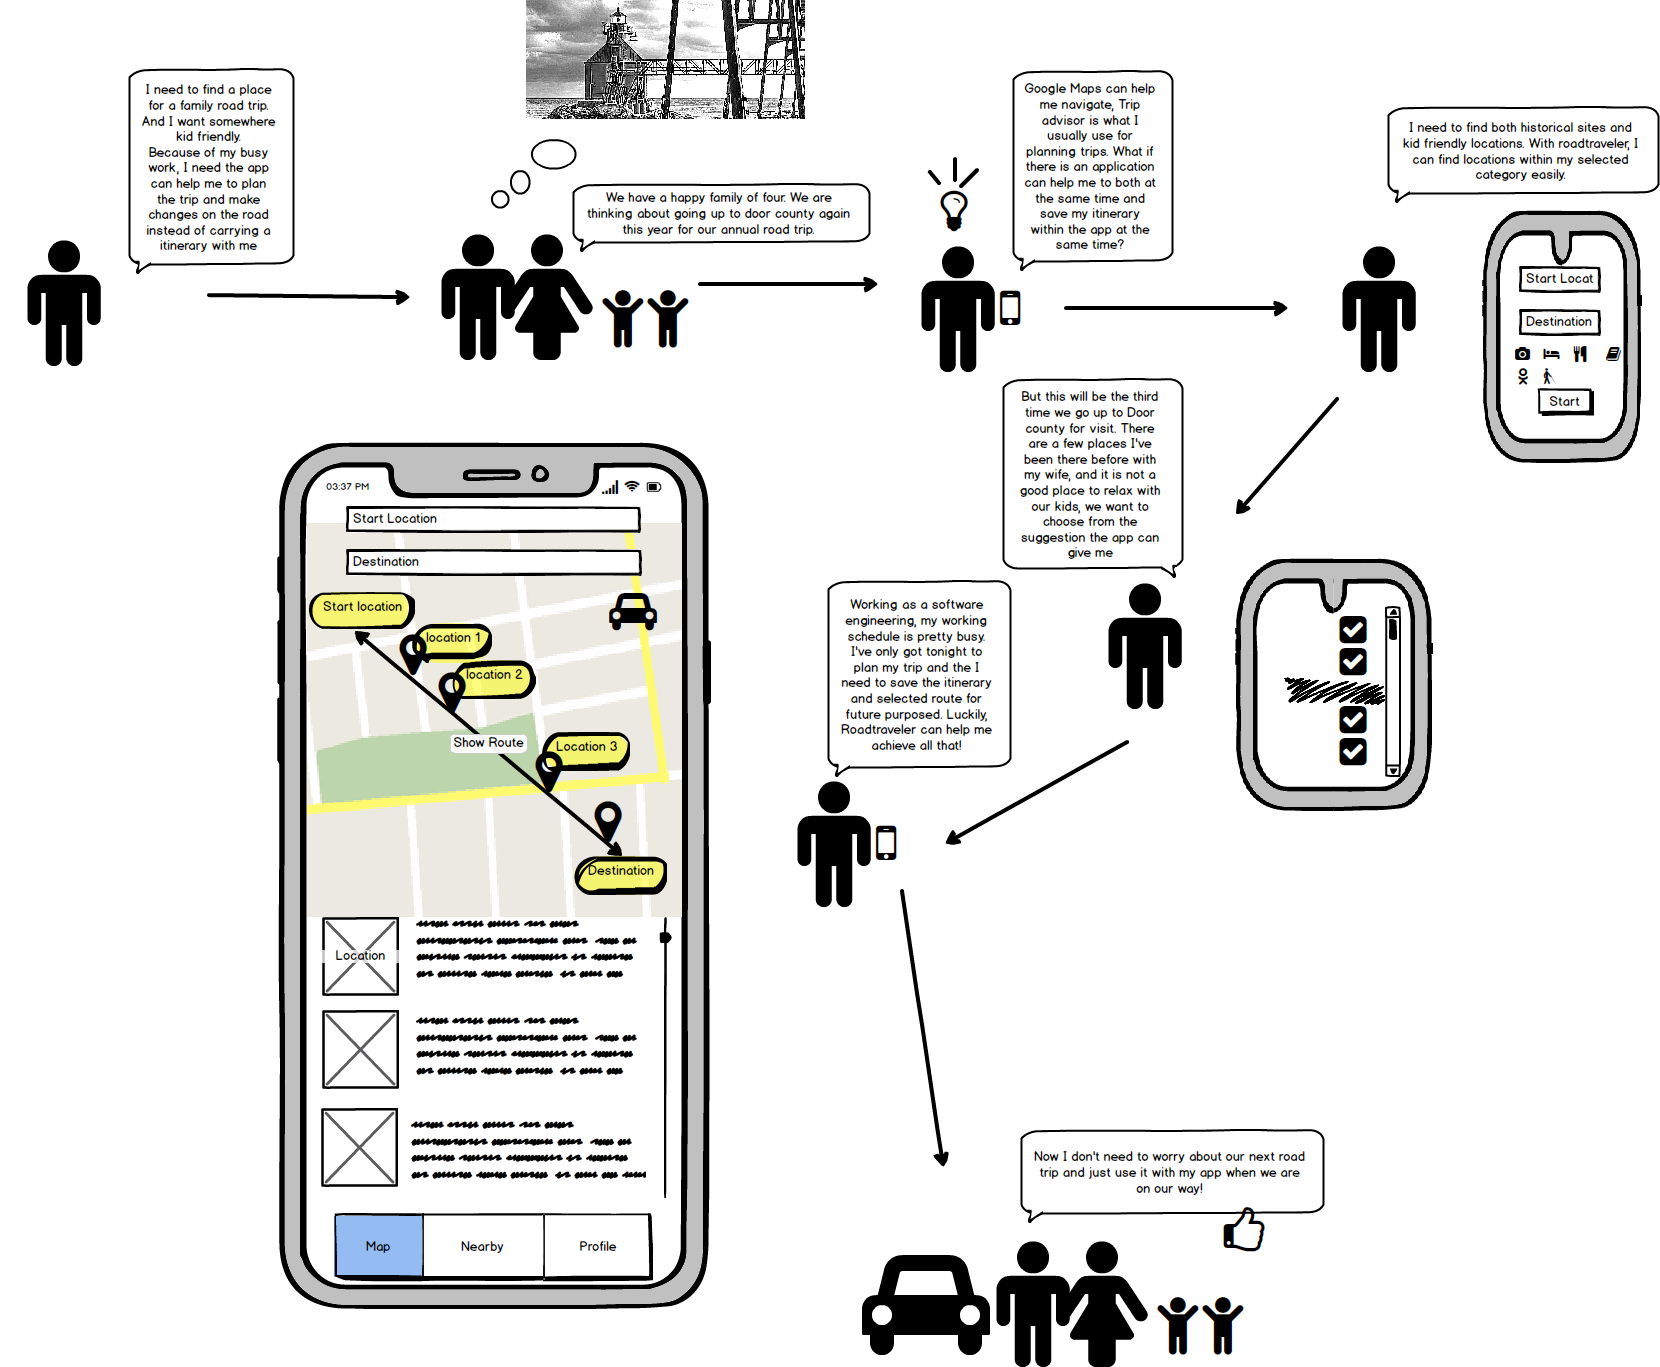 I need to find a place
for a family road trip.
And I want somewhere
kid friendly.
Because of my busy
work, I need the app
can help me to plan
the trip and make
changes on the road
instead of carrying a
itinerary with me
We have a happy family of four. We are
thinking about going up to door county again
this year for our annual road trip.
Google Maps can help
me navigate, Trip
advisor is what I
usually use for
planning trips. What if
there is an application
can help me to both at
the same time and
save my itinerary
within the app at the
same time?
I need to find both historical sites and
kid friendly locations. With roadtraveler, I
can find locations within my selected
category easily.
Start Locat
Destination
Start
But this will be the third
time we go up to Door
county for visit. There
are a few places I've
been there before with
my wife, and it is not a
good place to relax with
our kids, we want to
choose from the
suggestion the app can
give me
Working as a software
engineering, my working
schedule is pretty busy.
I've only got tonight to
plan my trip and the I
need to save the itinerary
and selected route for
future purposed. Luckily,
Roadtraveler can help me
achieve all that!
Now I don't need to worry about our next road
trip and just use it with my app when we are
on our way!
03:37 PM
Start Location
Destination
Start location
location 1
location 2
Show Route
Location 3
Destination
Location
Map
Nearby
Profile